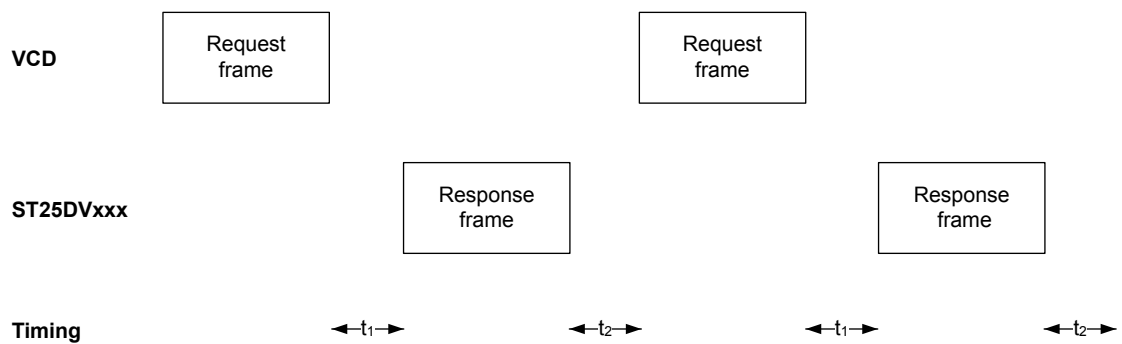 VCD
Request
frame
Request
frame
ST25DVxxx
Response
frame
Response
frame
Timing
t1
t2
t1
t2